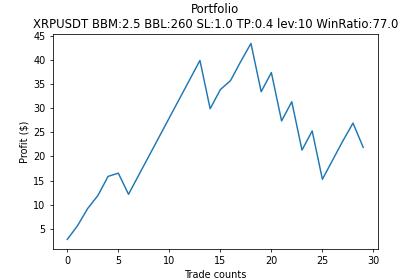 Portfolio
XRPUSDT BBM:2.5 BBL:260 SL:1.0 TP:0.4 lev:10 WinRatio:77.0
45
40
35
30
25
20
15
10
5
Profit ($)
0 5 10 15 20 25 30
Trade counts